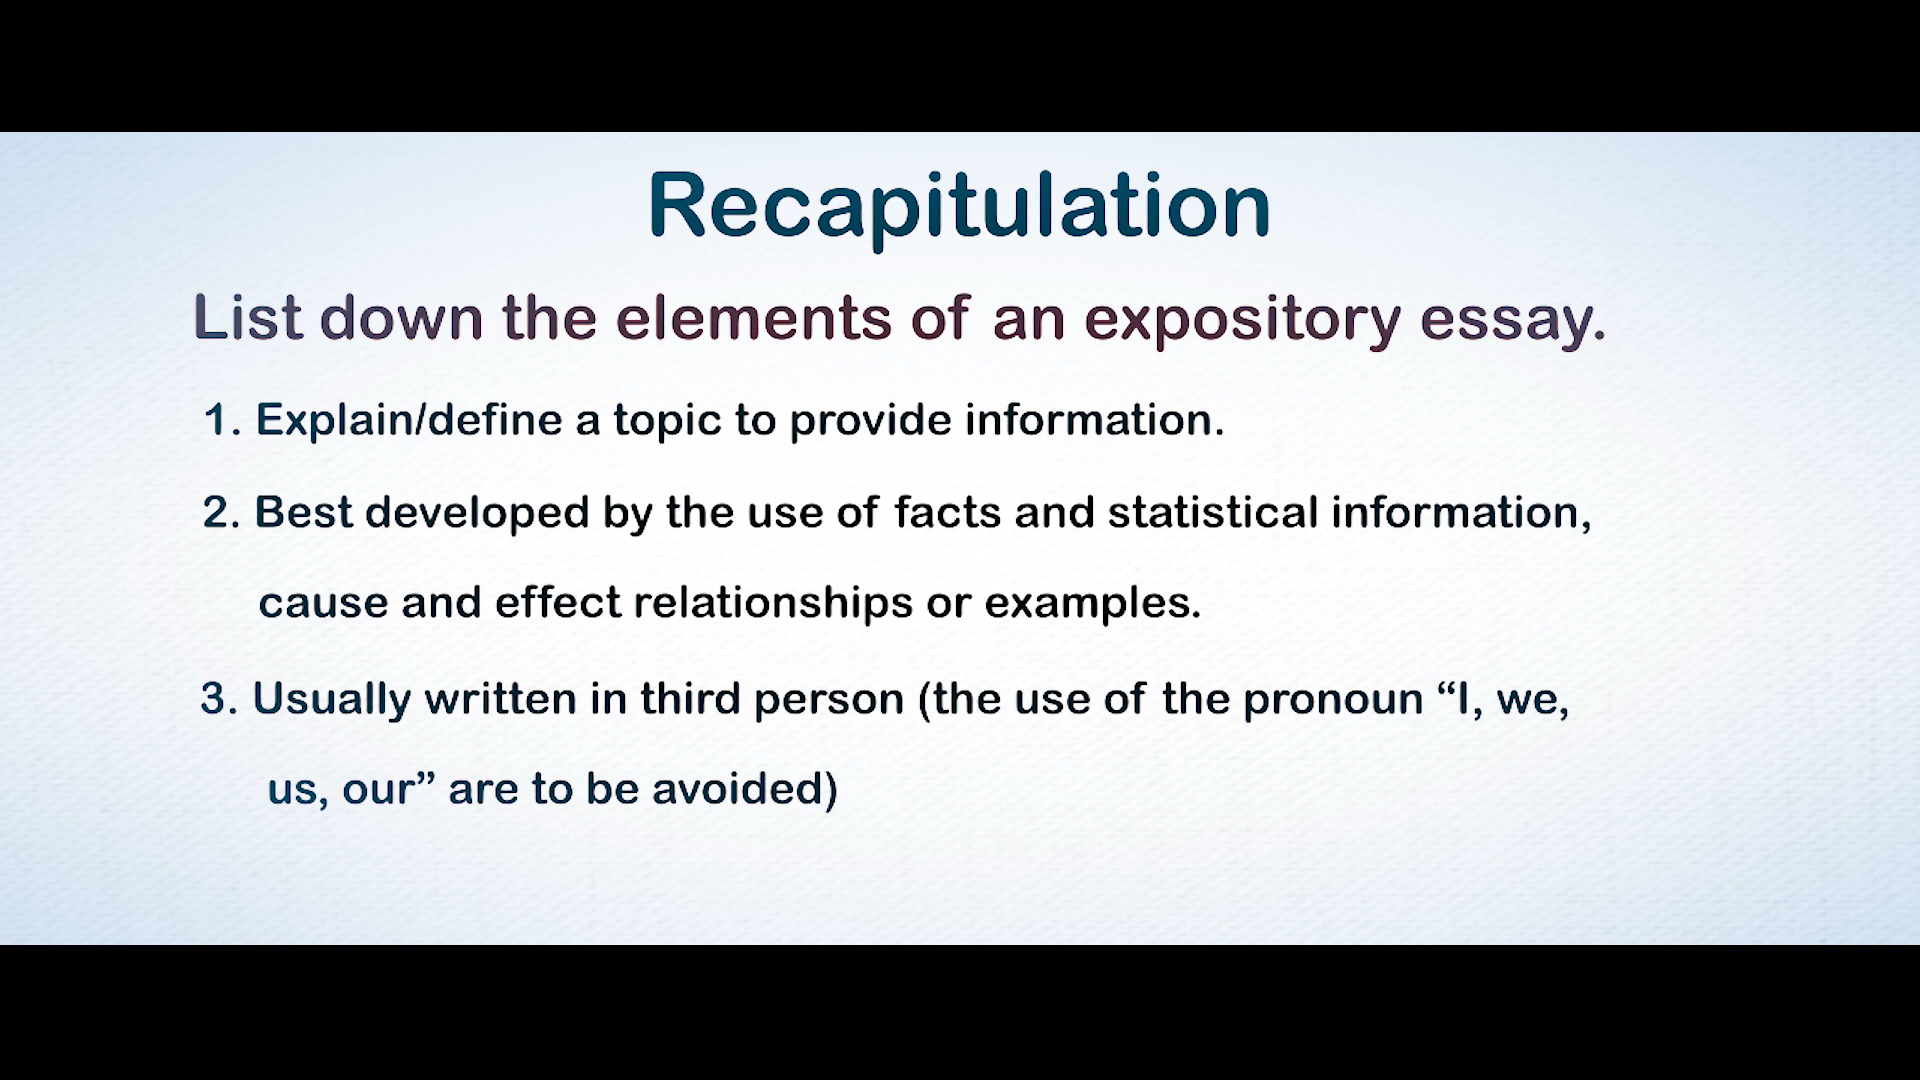 Recapitulation
List down the elements of an expository essay.
1. Explain/define a topic to provide information.
2. Best developed by the use of facts and statistical information,
cause and effect relationships or examples.
3. Usually written in third person (the use of the pronoun “I, we,
us, our” are to be avoided)